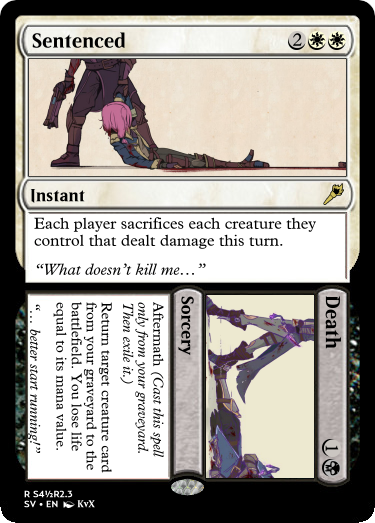 Sentenced 2
Instant
Each player sacrifices each creature they
control that dealt damage this turn.
“What doesn’t kill me…”
Death 1
Sorcery
Aftermath (Cast this spell
only from your graveyard.
Then exile it.)
Return target creature card
from your graveyard to the
battlefield. You lose life
equal to its mana value.
“… better start running!”
R S4½R2.3
SV • EN KvX